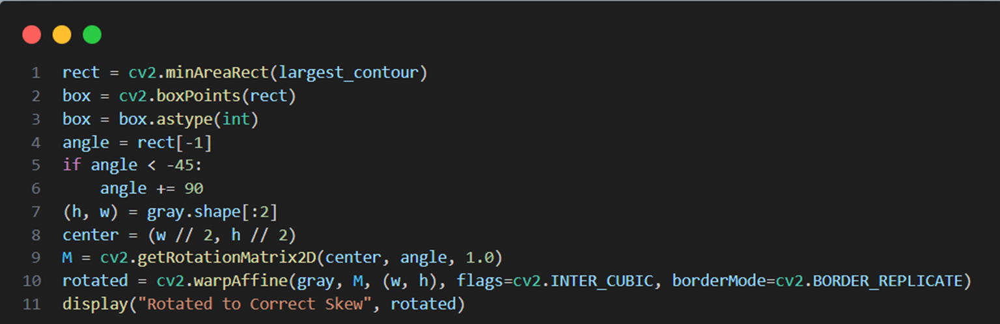 1 rect = cv2.minAreaRect(largest_contour)
2 box = cv2.boxPoints(rect)
3 box = box.astype(int)
4 angle = rect[-1]
5 if angle < -45:
6     angle += 90
7 (h, w) = gray.shape[:2]
8 center = (w // 2, h // 2)
9 M = cv2.getRotationMatrix2D(center, angle, 1.0)
10 rotated = cv2.warpAffine(gray, M, (w, h), flags=cv2.INTER_CUBIC, borderMode=cv2.BORDER_REPLICATE)
11 display("Rotated to Correct Skew", rotated)